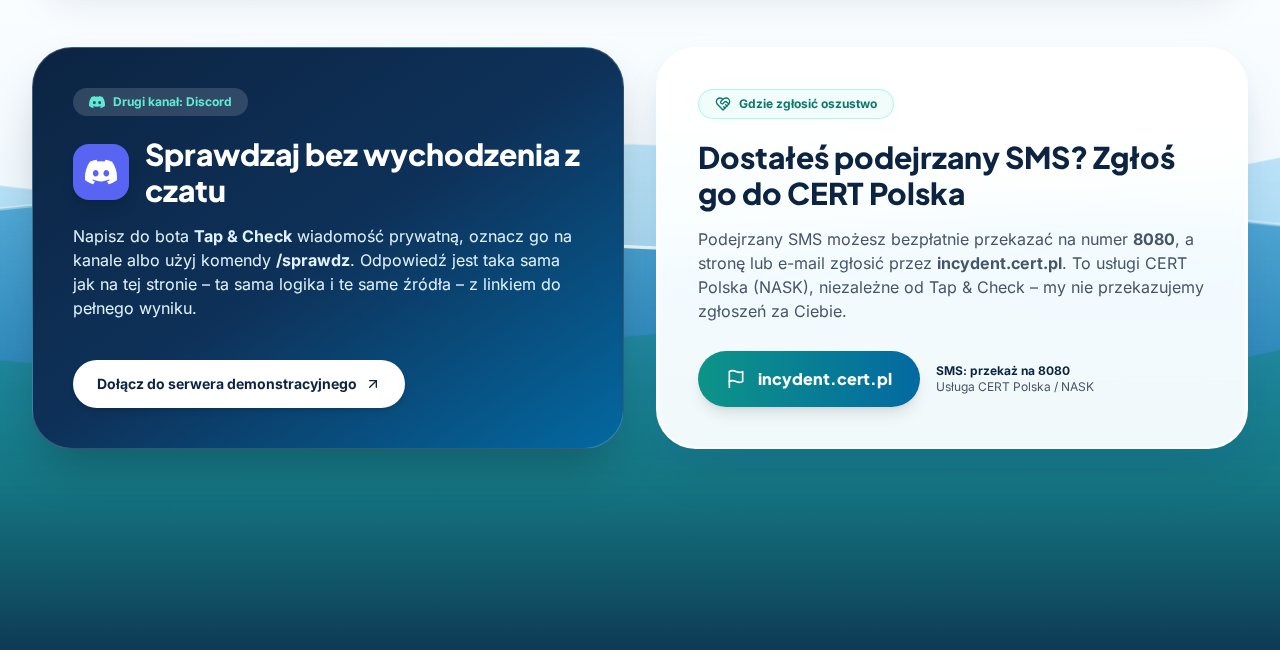 Drugi kanał: Discord
Sprawdzaj bez wychodzenia z
czatu
Napisz do bota Tap & Check wiadomość prywatną, oznacz go na
kanale albo użyj komendy /sprawdz. Odpowiedź jest taka sama
jak na tej stronie – ta sama logika i te same źródła – z linkiem do
pełnego wyniku.
Dołącz do serwera demonstracyjnego
Gdzie zgłosić oszustwo
Dostałeś podejrzany SMS? Zgłoś
go do CERT Polska
Podejrzany SMS możesz bezpłatnie przekazać na numer 8080, a
stronę lub e-mail zgłosić przez incydent.cert.pl. To usługi CERT
Polska (NASK), niezależne od Tap & Check – my nie przekazujemy
zgłoszeń za Ciebie.
incydent.cert.pl
SMS: przekaż na 8080
Usługa CERT Polska / NASK